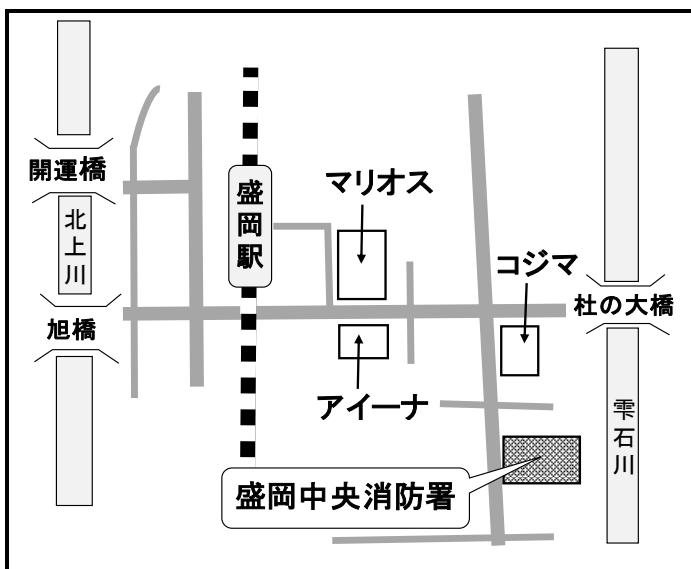 開運橋
北上川
旭橋
盛岡駅
マリオス
アイーナ
コジマ
杜の大橋
雫石川
盛岡中央消防署